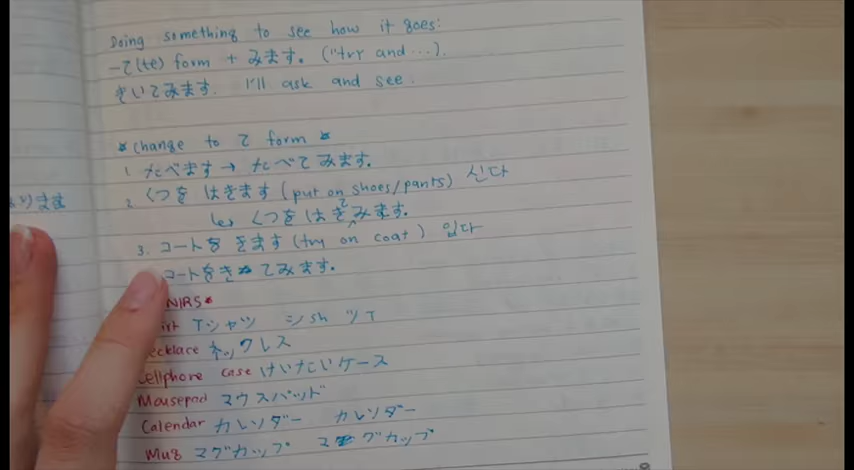 Doing something to see how it goes:
-て(te) form + みます. ("try and ...").
きいてみます. I'll ask and see.
*Change to て form*
1. たべます → たべてみます.
2. くつを はきます (put on shoes/pants) 신다
くつを はきてみます.
3. コートを きます (try on coat) 입다
コートをきてみます.
Tシャツ シsh ツT
ecklace ネックレス
Cellphone case けいたいケース
Mousepad マウスパッド
Calendar カレンダー カレンダー
Mug マグカップ マグカップ
ります